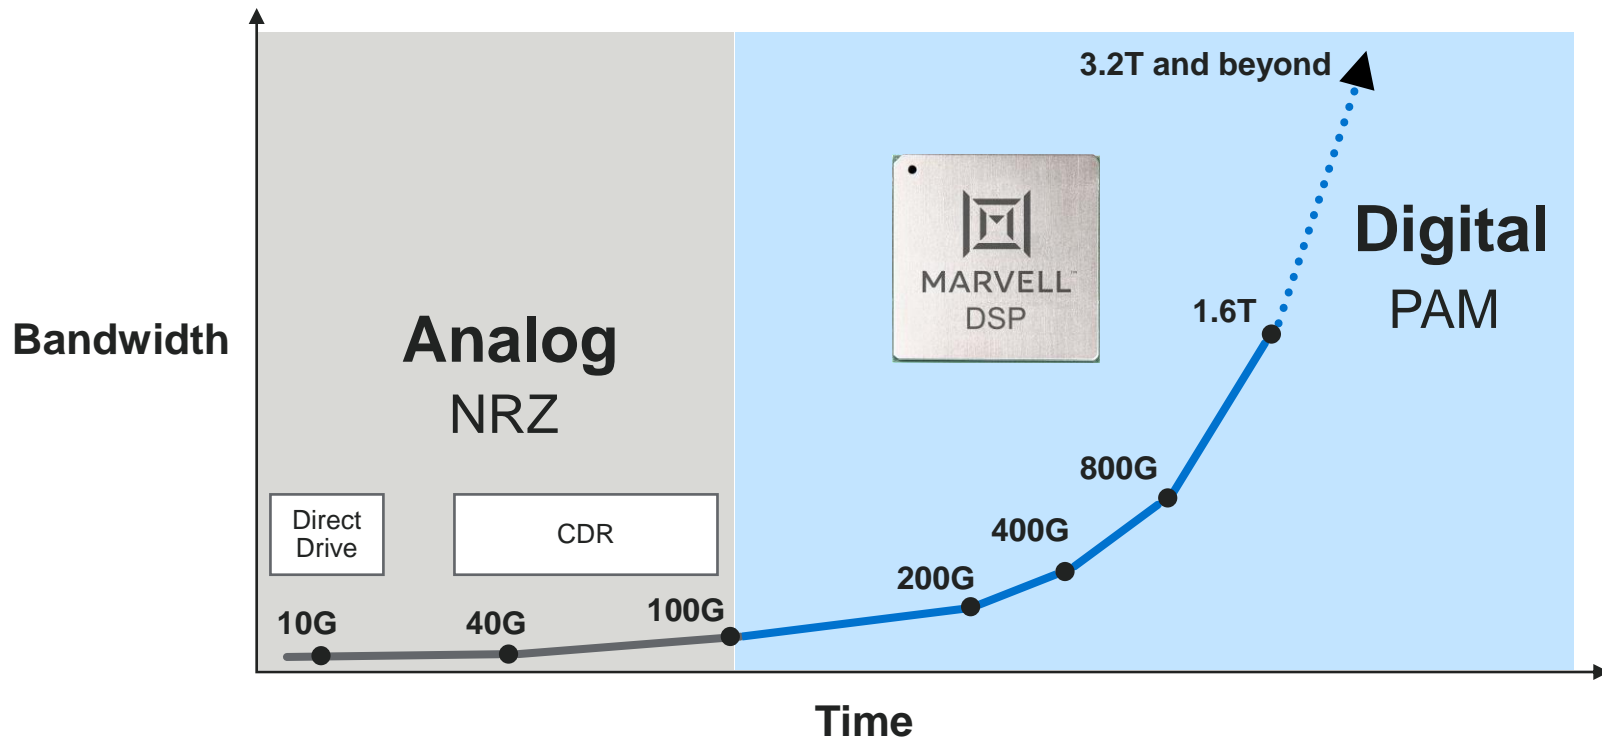 3.2T and beyond
Digital
PAM
MARVELL™
DSP
1.6T
Bandwidth
Analog
NRZ
800G
Direct
Drive
CDR
400G
200G
100G
10G
40G
Time